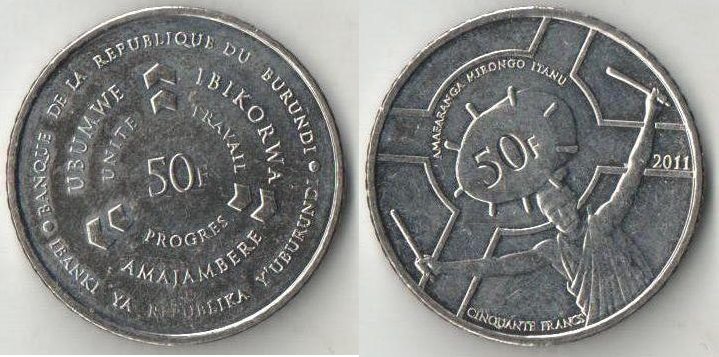 BANQUE DE LA REPUBLIQUE DU BURUNDI
IBANKI YA REPUBLIKA Y'UBURUNDI
UBUMWE
IBIKORWA
AMAJAMBERE
UNITE
TRAVAIL
PROGRES
50F
AMAFARANGA MIRONGO ITANU
50F
2011
CINQUANTE FRANCS